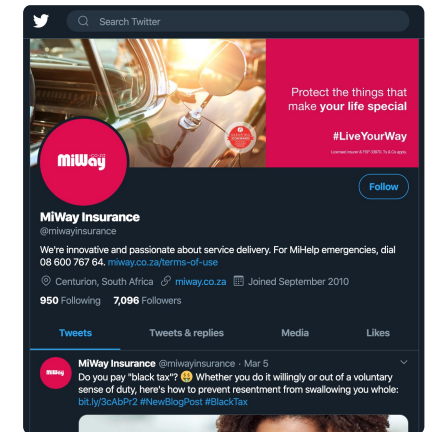 Search Twitter
Protect the things that
make your life special
#LiveYourWay
MiWay
Follow
MiWay Insurance
@miwayinsurance
We're innovative and passionate about service delivery. For MiHelp emergencies, dial
08 600 767 64. miway.co.za/terms-of-use
Centurion, South Africa miway.co.za Joined September 2010
950 Following 7,096 Followers
Tweets Tweets & replies Media Likes
MiWay
MiWay Insurance @miwayinsurance · Mar 5
Do you pay "black tax"? Whether you do it willingly or out of a voluntary
sense of duty, here's how to prevent resentment from swallowing you whole:
bit.ly/3cAbPr2 #NewBlogPost #BlackTax